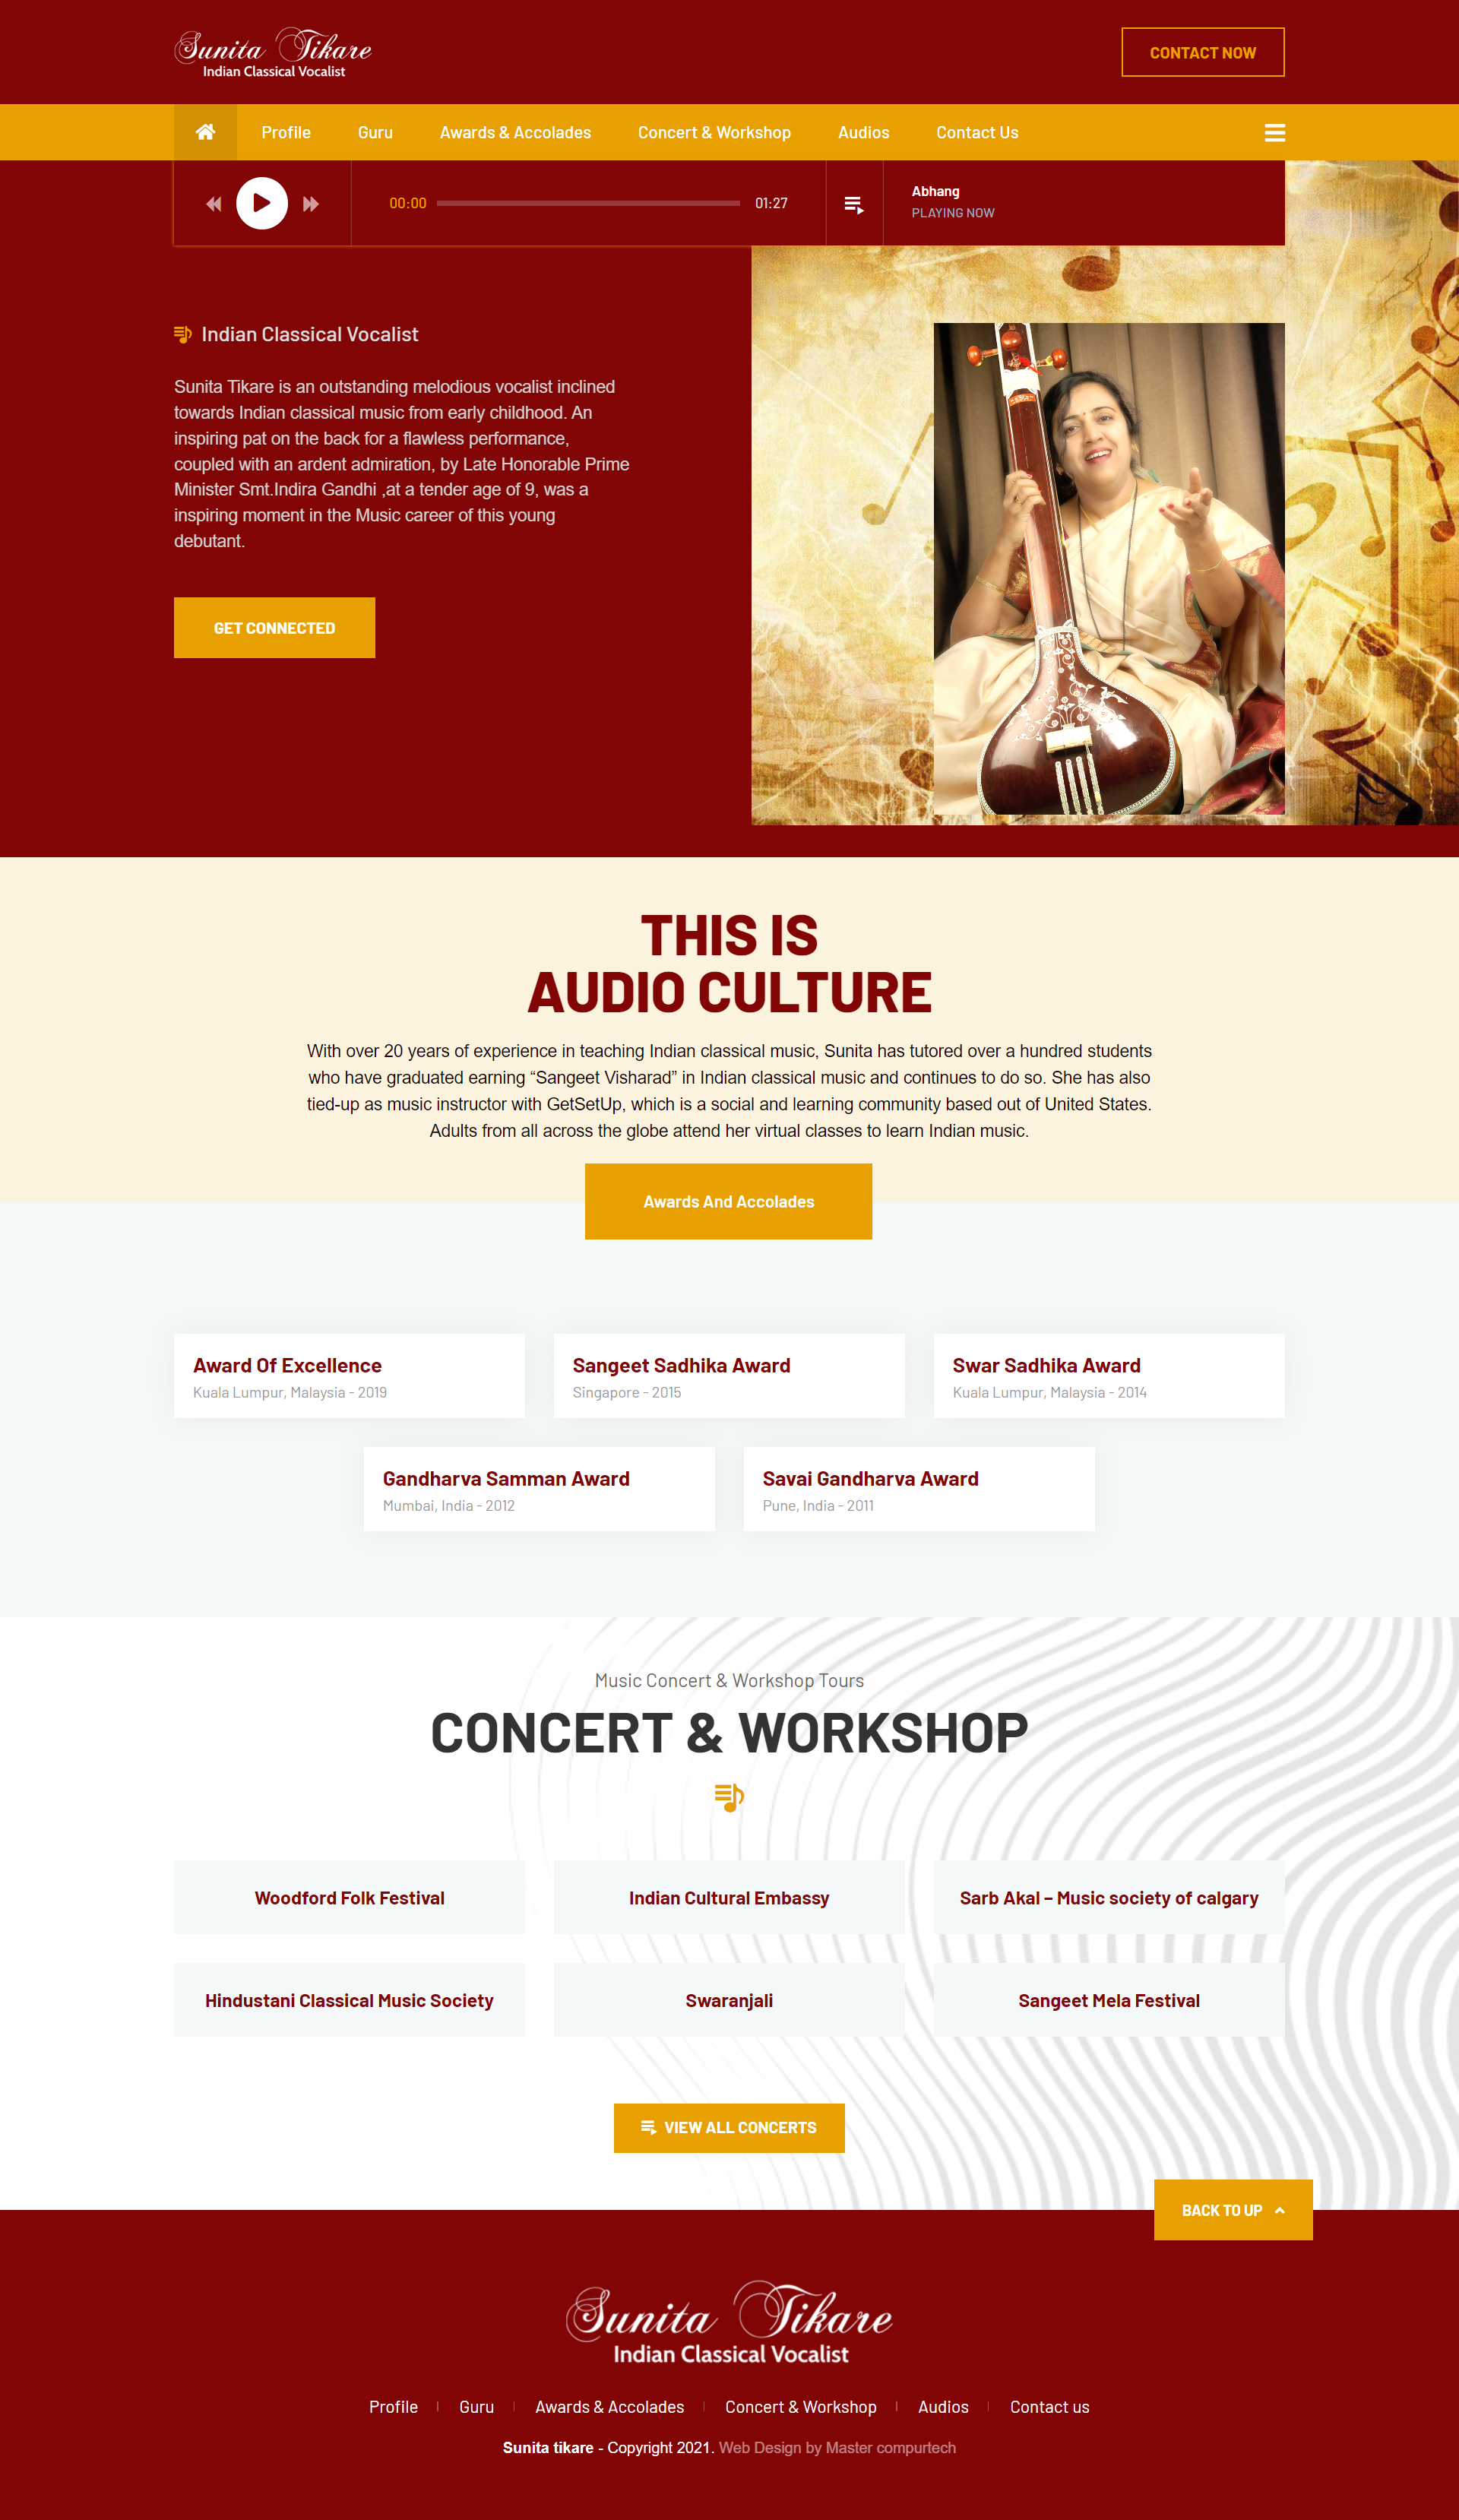 Sunita Tikare
Indian Classical Vocalist
CONTACT NOW
Profile
Guru
Awards & Accolades
Concert & Workshop
Audios
Contact Us
00:00
01:27
Abhang
PLAYING NOW
Indian Classical Vocalist
Sunita Tikare is an outstanding melodious vocalist inclined
towards Indian classical music from early childhood. An
inspiring pat on the back for a flawless performance,
coupled with an ardent admiration, by Late Honorable Prime
Minister Smt.Indira Gandhi ,at a tender age of 9, was a
inspiring moment in the Music career of this young
debutant.
GET CONNECTED
THIS IS
AUDIO CULTURE
With over 20 years of experience in teaching Indian classical music, Sunita has tutored over a hundred students
who have graduated earning “Sangeet Visharad” in Indian classical music and continues to do so. She has also
tied-up as music instructor with GetSetUp, which is a social and learning community based out of United States.
Adults from all across the globe attend her virtual classes to learn Indian music.
Awards And Accolades
Award Of Excellence
Kuala Lumpur, Malaysia - 2019
Sangeet Sadhika Award
Singapore - 2015
Swar Sadhika Award
Kuala Lumpur, Malaysia - 2014
Gandharva Samman Award
Mumbai, India - 2012
Savai Gandharva Award
Pune, India - 2011
Music Concert & Workshop Tours
CONCERT & WORKSHOP
Woodford Folk Festival
Indian Cultural Embassy
Sarb Akal – Music society of calgary
Hindustani Classical Music Society
Swaranjali
Sangeet Mela Festival
VIEW ALL CONCERTS
BACK TO UP
Sunita Tikare
Indian Classical Vocalist
Profile
Guru
Awards & Accolades
Concert & Workshop
Audios
Contact us
Sunita tikare - Copyright 2021. Web Design by Master compurtech